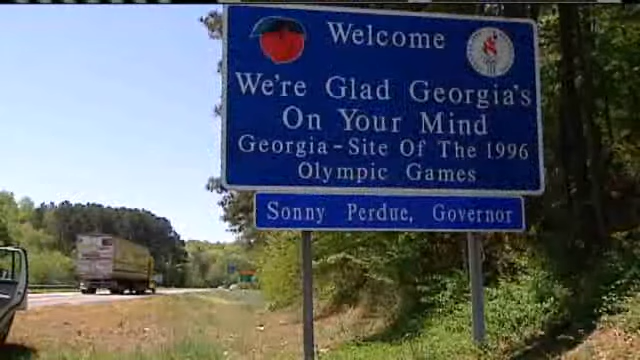 Welcome
We're Glad Georgia's
On Your Mind
Georgia - Site Of The 1996
Olympic Games
Sonny Perdue, Governor